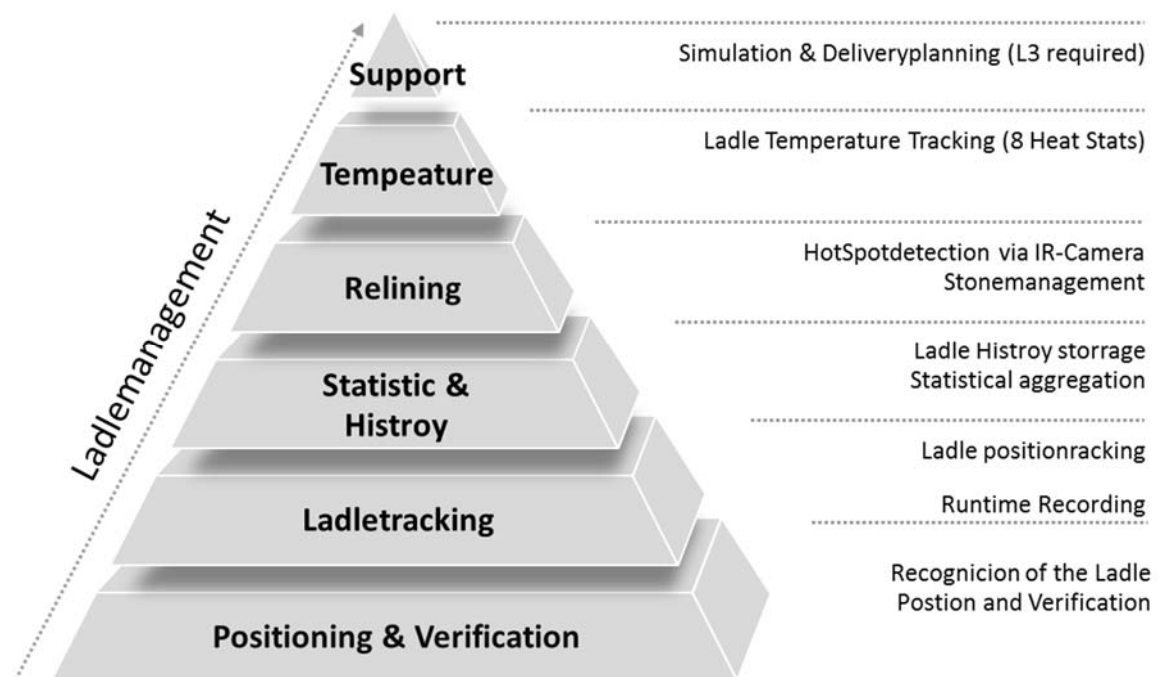 Support
Simulation & Deliveryplanning (L3 required)
Tempeature
Ladle Temperature Tracking (8 Heat Stats)
Relining
HotSpotdetection via IR-Camera
Stonemanagement
Statistic &
Histroy
Ladle Histroy storrage
Statistical aggregation
Ladletracking
Ladle positionracking
Runtime Recording
Positioning & Verification
Recognicion of the Ladle
Postion and Verification
Ladlemanagement